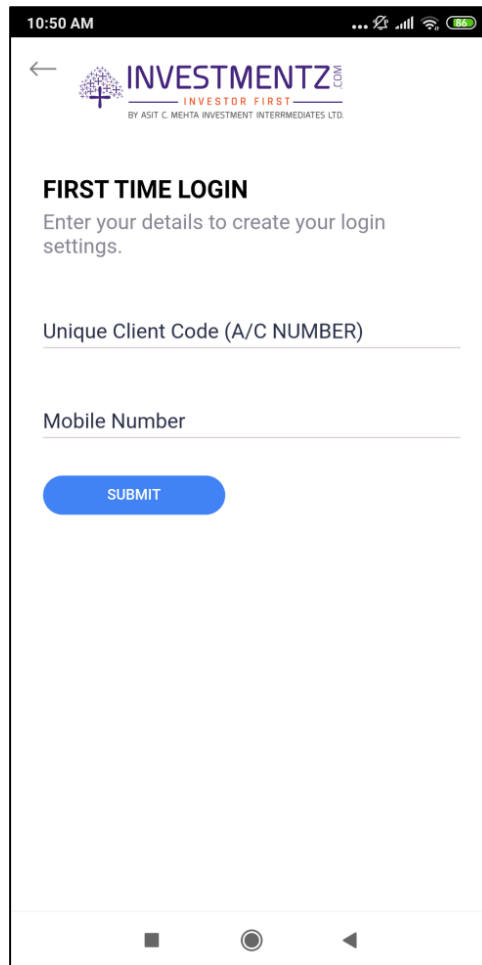 10:50 AM
86
INVESTMENTZ.COM
INVESTOR FIRST
BY ASIT C. MEHTA INVESTMENT INTERRMEDIATES LTD.
FIRST TIME LOGIN
Enter your details to create your login
settings.
Unique Client Code (A/C NUMBER)
Mobile Number
SUBMIT